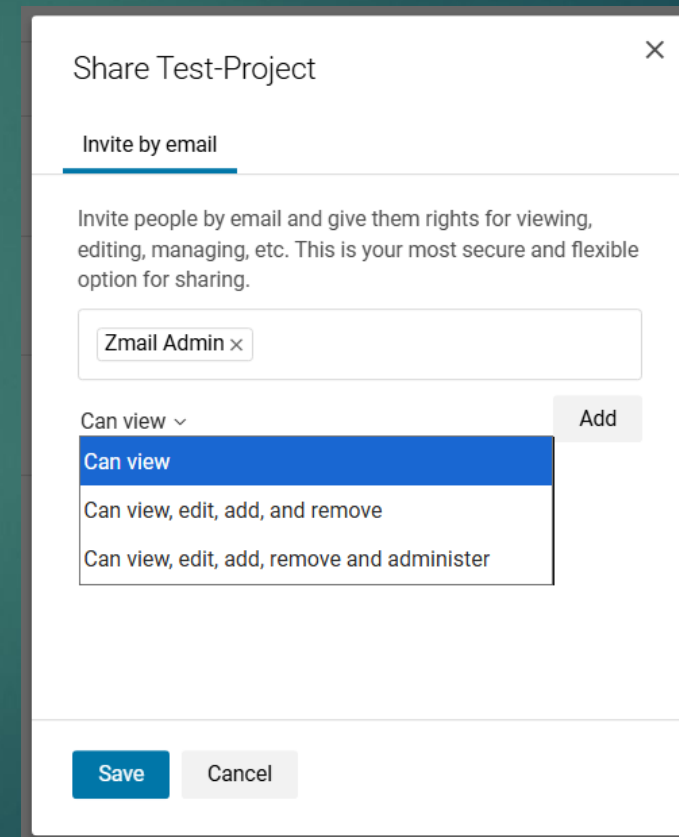 Share Test-Project
Invite by email
Invite people by email and give them rights for viewing,
editing, managing, etc. This is your most secure and flexible
option for sharing.
Zmail Admin
Can view
Add
Can view
Can view, edit, add, and remove
Can view, edit, add, remove and administer
Save
Cancel